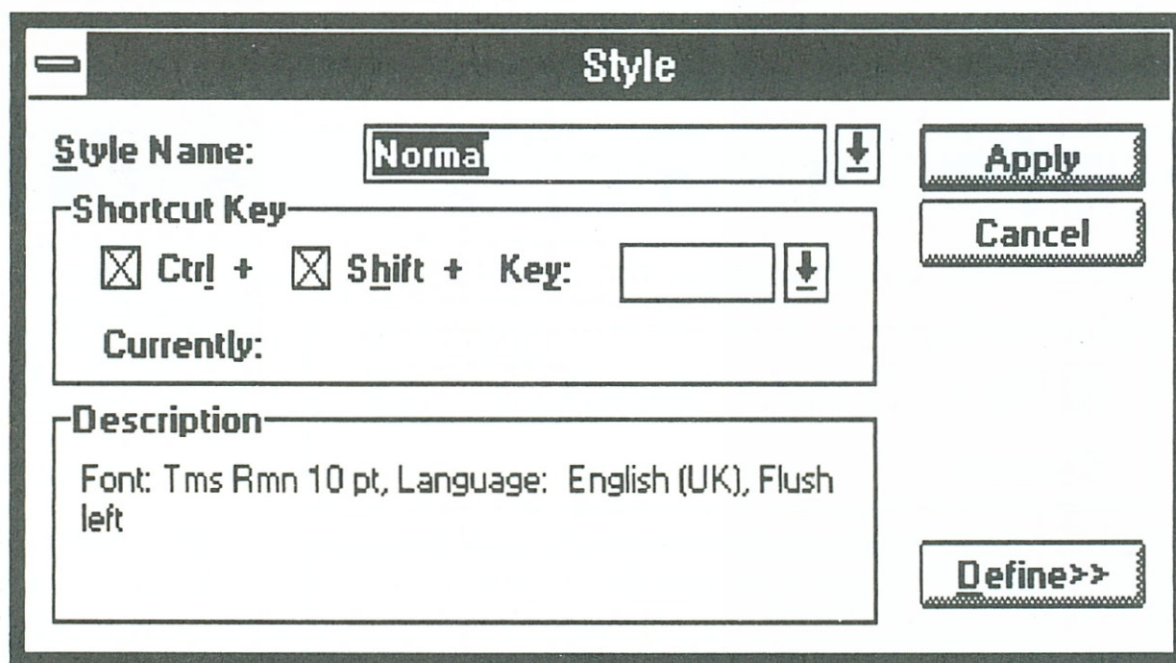 Style
Style Name: Normal
Apply
Shortcut Key
Cancel
Ctrl + Shift + Key:
Currently:
Description
Font: Tms Rmn 10 pt, Language: English (UK), Flush
left
Define>>